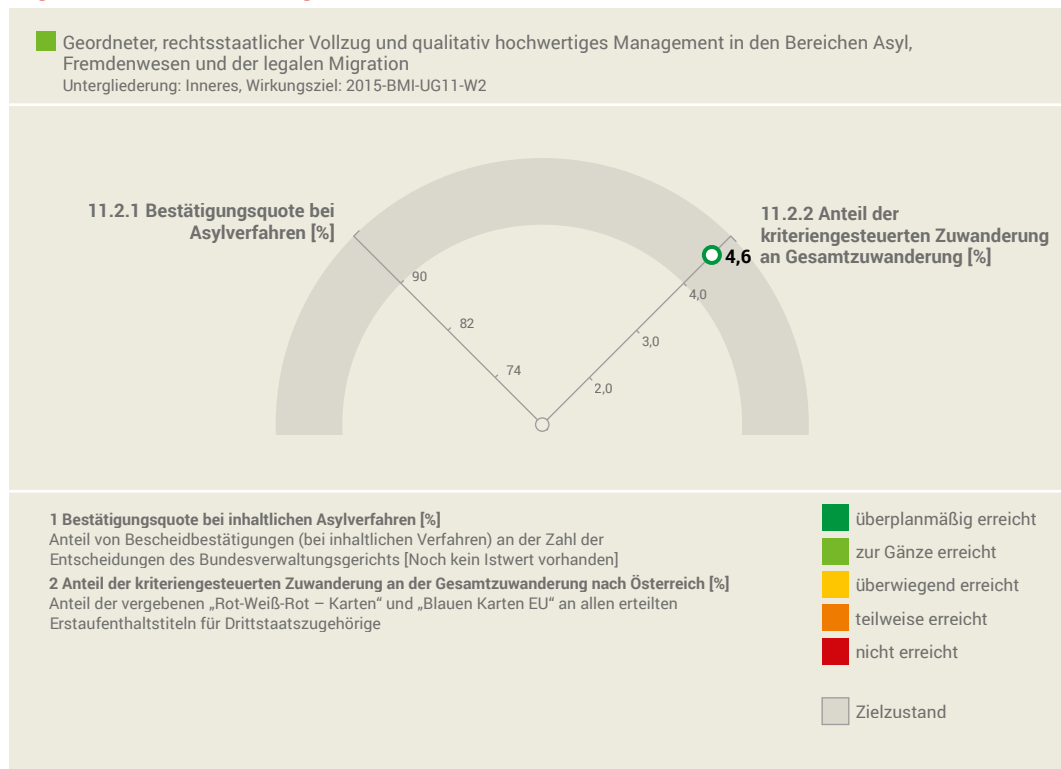 Geordneter, rechtsstaatlicher Vollzug und qualitativ hochwertiges Management in den Bereichen Asyl,
Fremdenwesen und der legalen Migration
Untergliederung: Inneres, Wirkungsziel: 2015-BMI-UG11-W2
11.2.1 Bestätigungsquote bei
Asylverfahren [%]
11.2.2 Anteil der
kriteriengesteuerten Zuwanderung
an Gesamtzuwanderung [%]
4,6
90
82
74
4,0
3,0
2,0
1 Bestätigungsquote bei inhaltlichen Asylverfahren [%]
Anteil von Bescheidbestätigungen (bei inhaltlichen Verfahren) an der Zahl der
Entscheidungen des Bundesverwaltungsgerichts [Noch kein Istwert vorhanden]
2 Anteil der kriteriengesteuerten Zuwanderung an der Gesamtzuwanderung nach Österreich [%]
Anteil der vergebenen „Rot-Weiß-Rot – Karten“ und „Blauen Karten EU“ an allen erteilten
Erstaufenthaltstiteln für Drittstaatszugehörige
überplanmäßig erreicht
zur Gänze erreicht
überwiegend erreicht
teilweise erreicht
nicht erreicht
Zielzustand